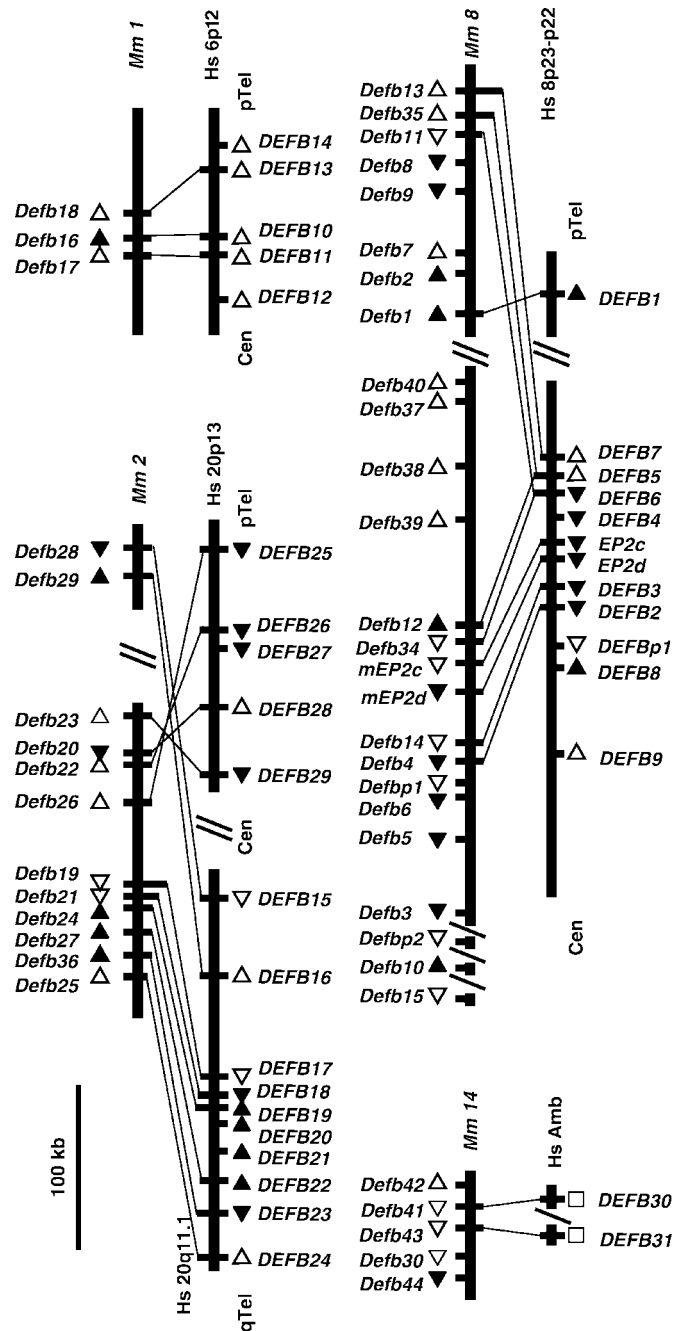 Mm 1
Hs 6p12
pTel
DEFB14
DEFB13
Defb18
Defb16
Defb17
DEFB10
DEFB11
DEFB12
Cen
Mm 2
Hs 20p13
pTel
Defb28
Defb29
DEFB25
DEFB26
DEFB27
Defb23
Defb20
Defb22
Defb26
DEFB28
DEFB29
Cen
Defb19
Defb21
Defb24
Defb27
Defb36
Defb25
DEFB15
DEFB16
DEFB17
DEFB18
DEFB19
DEFB20
DEFB21
DEFB22
DEFB23
DEFB24
Hs 20q11.1
qTel
100 kb
Mm 8
Hs 8p23-p22
Defb13
Defb35
Defb11
Defb8
Defb9
Defb7
Defb2
Defb1
pTel
DEFB1
Defb40
Defb37
Defb38
Defb39
Defb12
Defb34
mEP2c
mEP2d
Defb14
Defb4
Defbp1
Defb6
Defb5
Defb3
Defbp2
Defb10
Defb15
DEFB7
DEFB5
DEFB6
DEFB4
EP2c
EP2d
DEFB3
DEFB2
DEFBp1
DEFB8
DEFB9
Cen
Mm 14
Hs Amb
Defb42
Defb41
Defb43
Defb30
Defb44
DEFB30
DEFB31